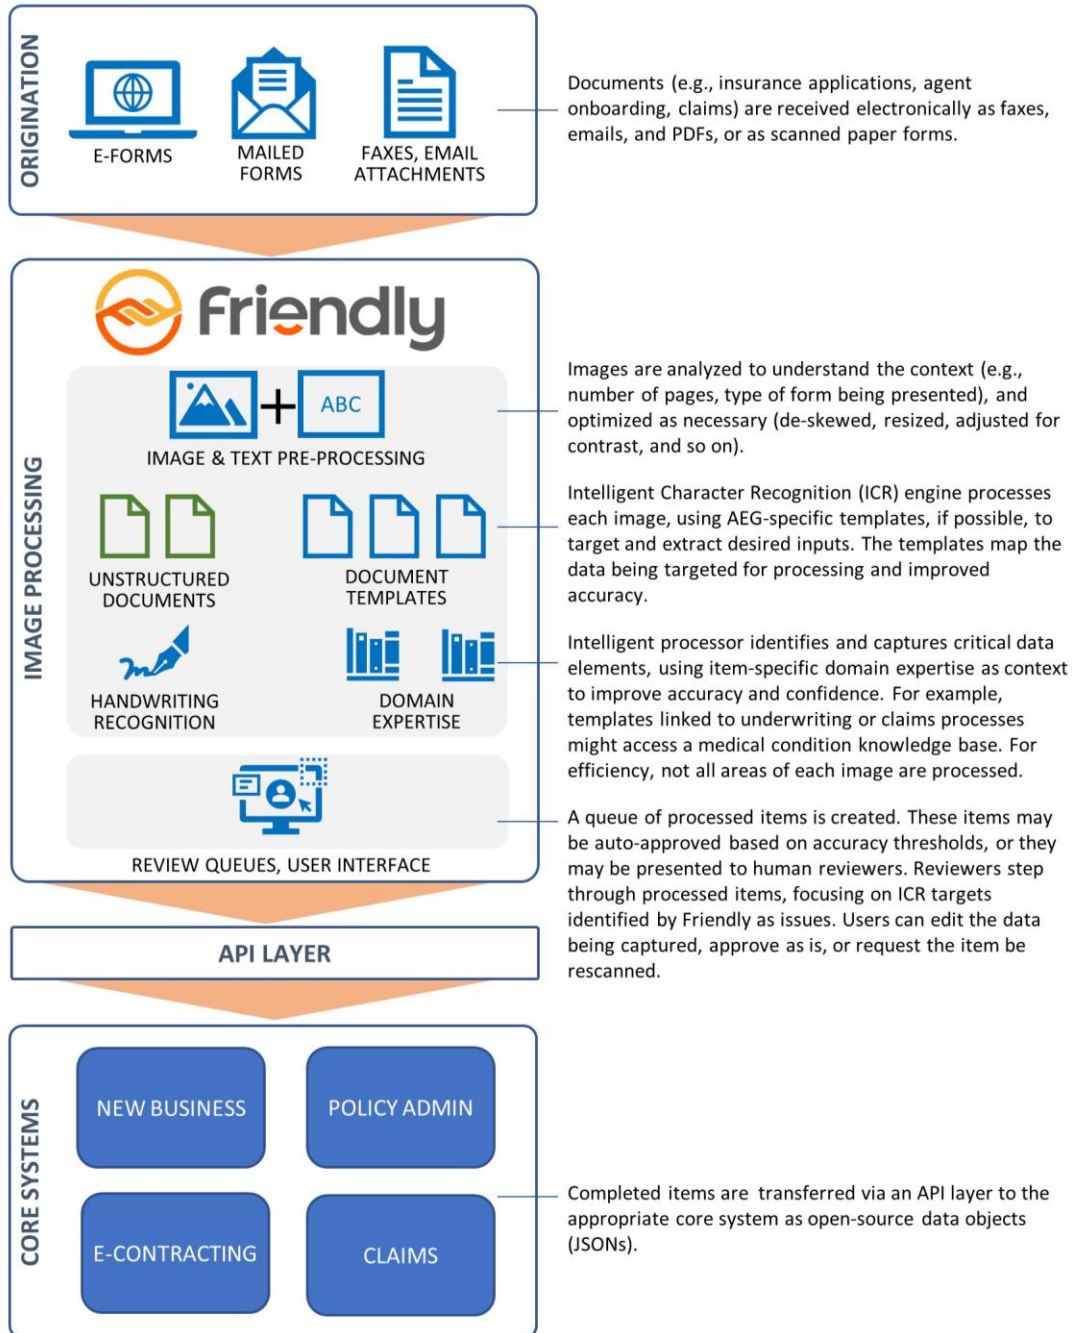 ORIGINATION
E-FORMS
MAILED
FORMS
FAXES, EMAIL
ATTACHMENTS
Documents (e.g., insurance applications, agent
onboarding, claims) are received electronically as faxes,
emails, and PDFs, or as scanned paper forms.
IMAGE PROCESSING
Friendly
ABC
IMAGE & TEXT PRE-PROCESSING
Images are analyzed to understand the context (e.g.,
number of pages, type of form being presented), and
optimized as necessary (de-skewed, resized, adjusted for
contrast, and so on).
UNSTRUCTURED
DOCUMENTS
DOCUMENT
TEMPLATES
Intelligent Character Recognition (ICR) engine processes
each image, using AEG-specific templates, if possible, to
target and extract desired inputs. The templates map the
data being targeted for processing and improved
accuracy.
HANDWRITING
RECOGNITION
DOMAIN
EXPERTISE
Intelligent processor identifies and captures critical data
elements, using item-specific domain expertise as context
to improve accuracy and confidence. For example,
templates linked to underwriting or claims processes
might access a medical condition knowledge base. For
efficiency, not all areas of each image are processed.
REVIEW QUEUES, USER INTERFACE
A queue of processed items is created. These items may
be auto-approved based on accuracy thresholds, or they
may be presented to human reviewers. Reviewers step
through processed items, focusing on ICR targets
identified by Friendly as issues. Users can edit the data
being captured, approve as is, or request the item be
rescanned.
API LAYER
CORE SYSTEMS
NEW BUSINESS
POLICY ADMIN
E-CONTRACTING
CLAIMS
Completed items are transferred via an API layer to the
appropriate core system as open-source data objects
(JSONs).